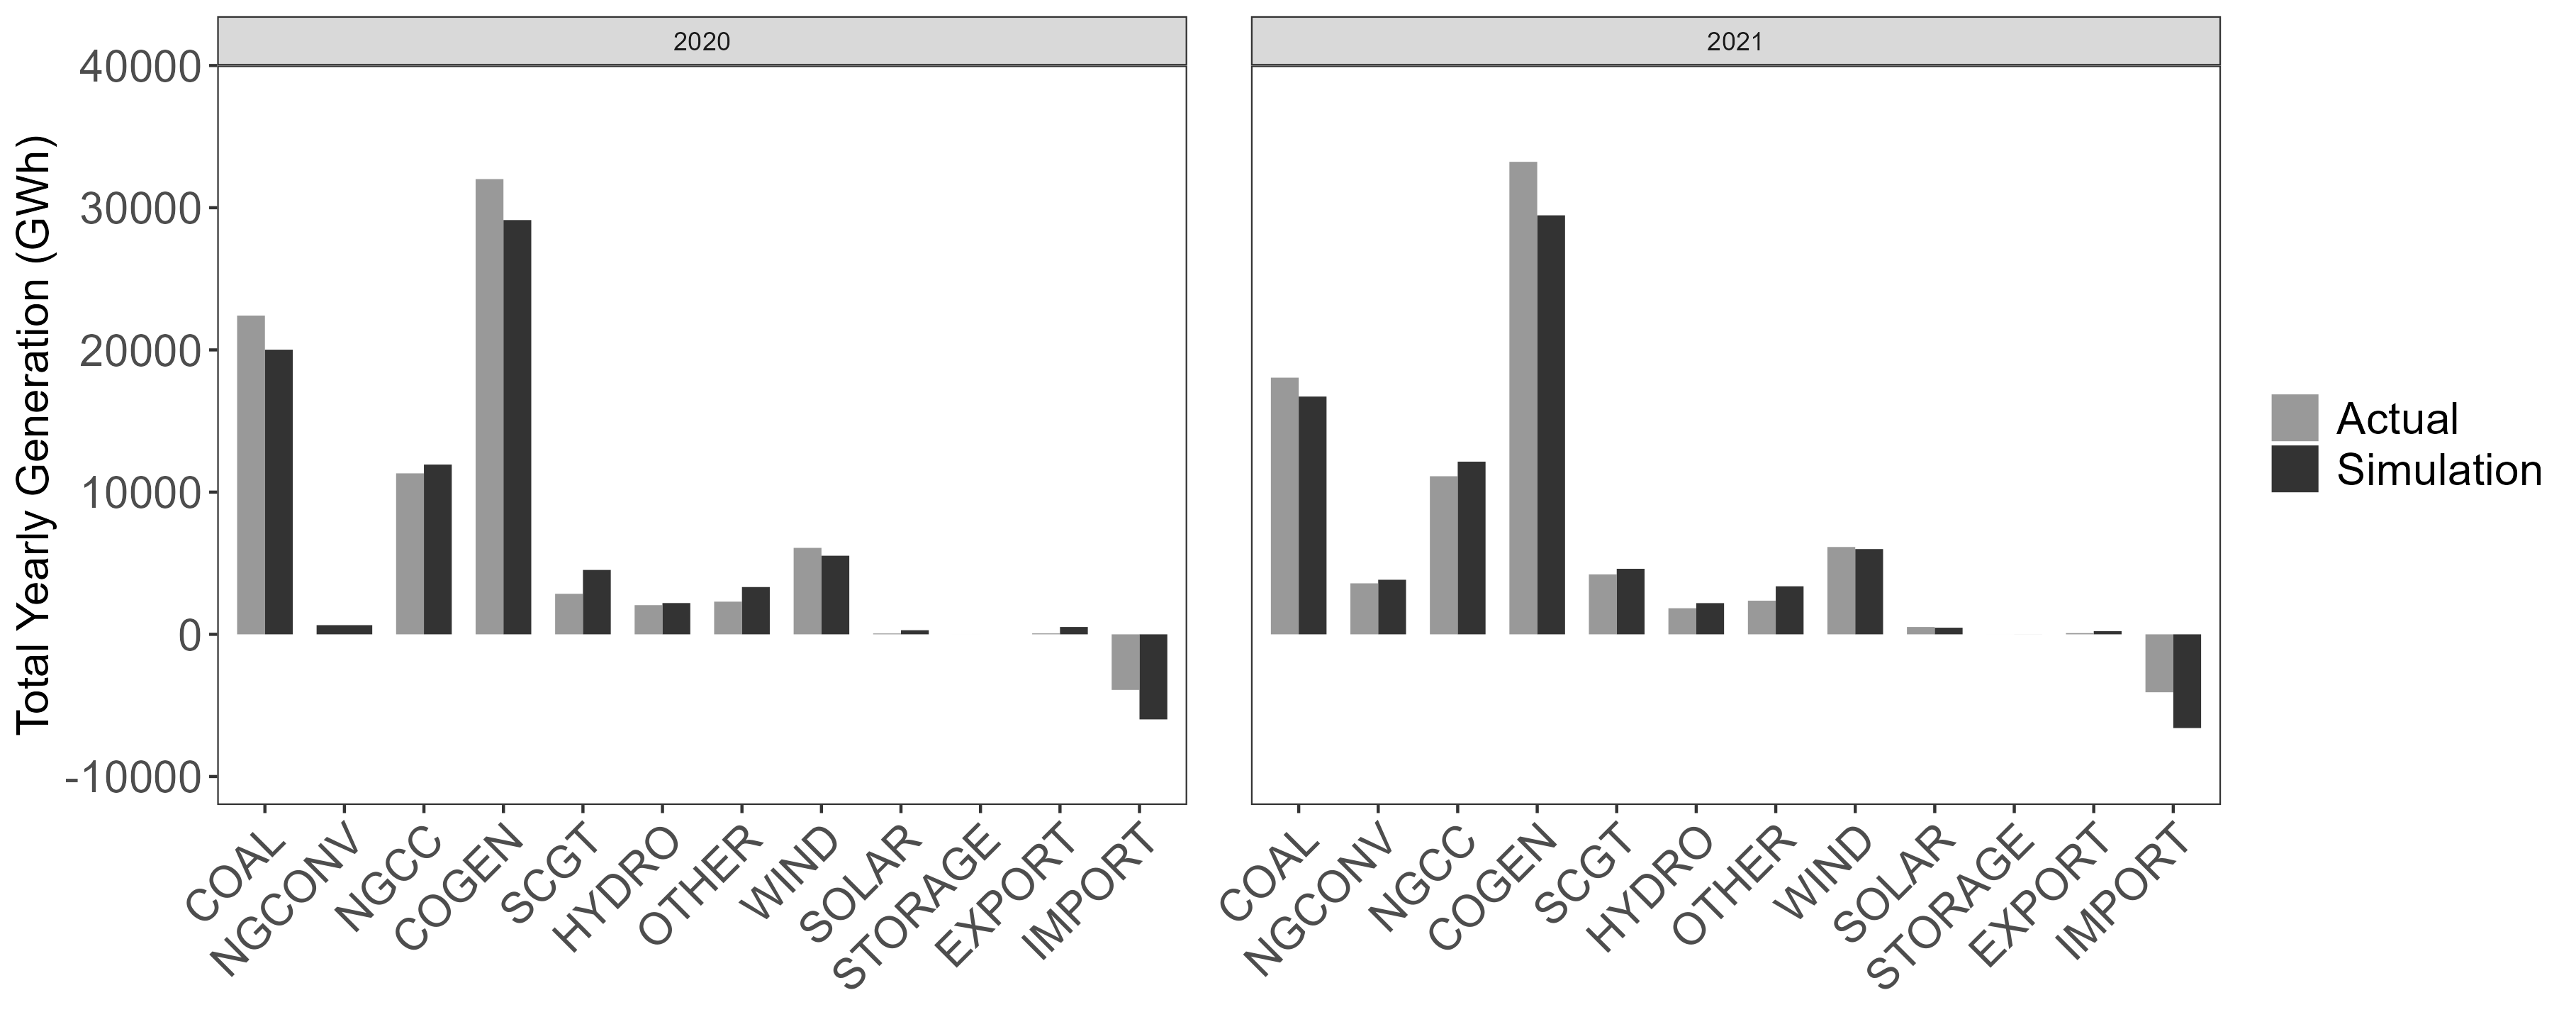 2020
2021
Total Yearly Generation (GWh)
40000
30000
20000
10000
0
-10000
COAL
NGCONV
NGCC
COGEN
SCGT
HYDRO
OTHER
WIND
SOLAR
STORAGE
EXPORT
IMPORT
COAL
NGCONV
NGCC
COGEN
SCGT
HYDRO
OTHER
WIND
SOLAR
STORAGE
EXPORT
IMPORT
Actual
Simulation